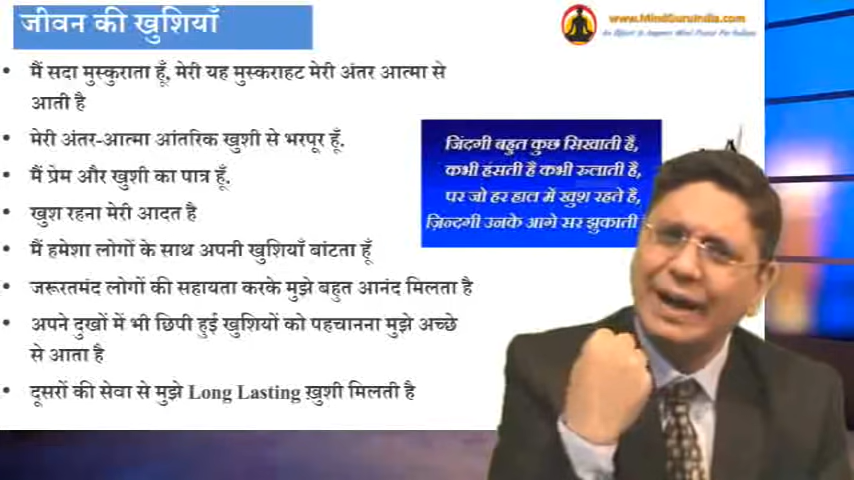 जीवन की खुशियाँ
www.MindGuruIndia.com
An Effort to Improve Mind Power For Indians
• मैं सदा मुस्कुराता हूँ, मेरी यह मुस्कराहट मेरी अंतर आत्मा से
आती है
• मेरी अंतर-आत्मा आंतरिक खुशी से भरपूर हूँ.
• मैं प्रेम और खुशी का पात्र हूँ.
• खुश रहना मेरी आदत है
• मैं हमेशा लोगों के साथ अपनी खुशियाँ बांटता हूँ
• जरूरतमंद लोगों की सहायता करके मुझे बहुत आनंद मिलता है
• अपने दुखों में भी छिपी हुई खुशियों को पहचानना मुझे अच्छे
से आता है
• दूसरों की सेवा से मुझे Long Lasting ख़ुशी मिलती है
जिंदगी बहुत कुछ सिखाती है,
कभी हंसती है कभी रुलाती है,
पर जो हर हाल में खुश रहते है,
ज़िन्दगी उनके आगे सर झुकाती